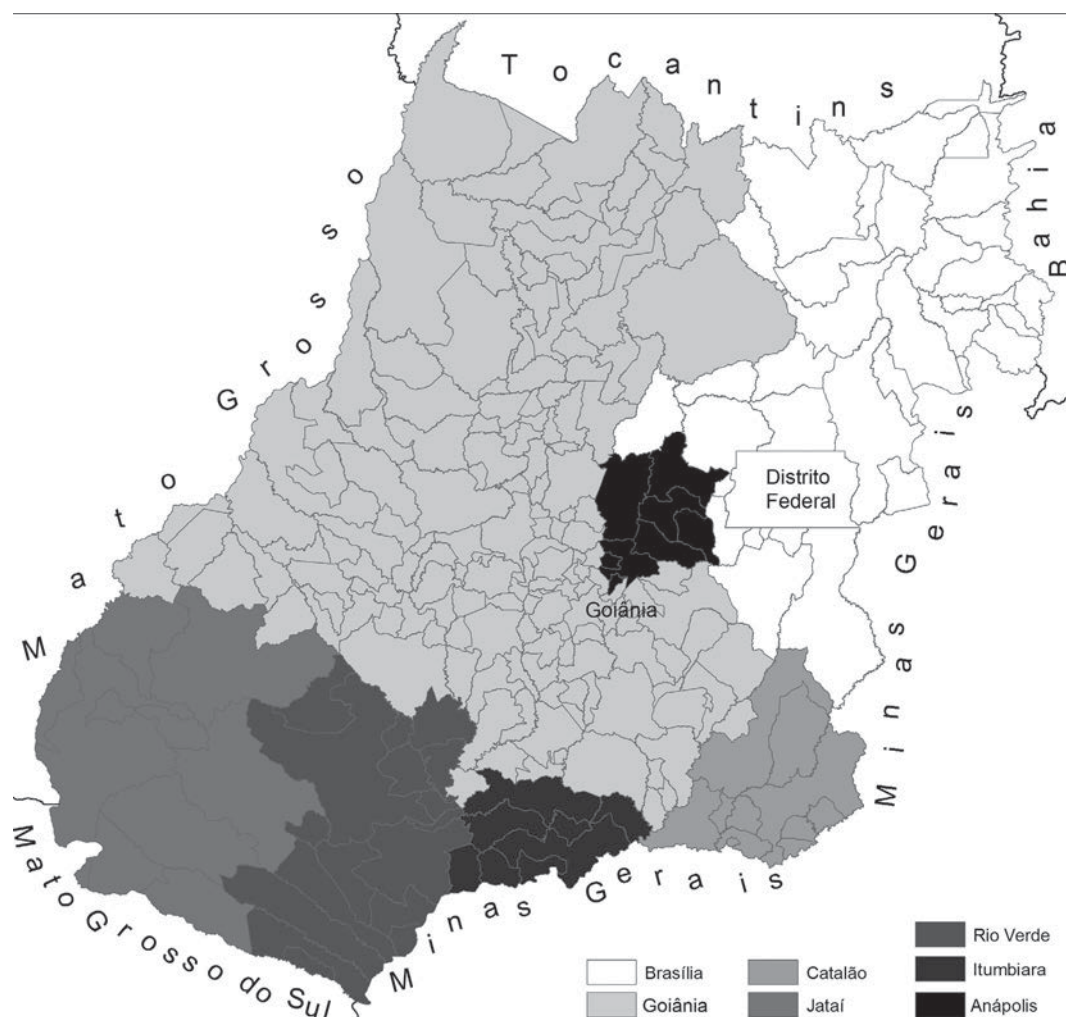 Tocantins
Bahia
Mato Grosso
Distrito
Federal
Goiânia
Minas Gerais
Minas Gerais
Mato Grosso do Sul
Brasília
Goiânia
Catalão
Jataí
Rio Verde
Itumbiara
Anápolis